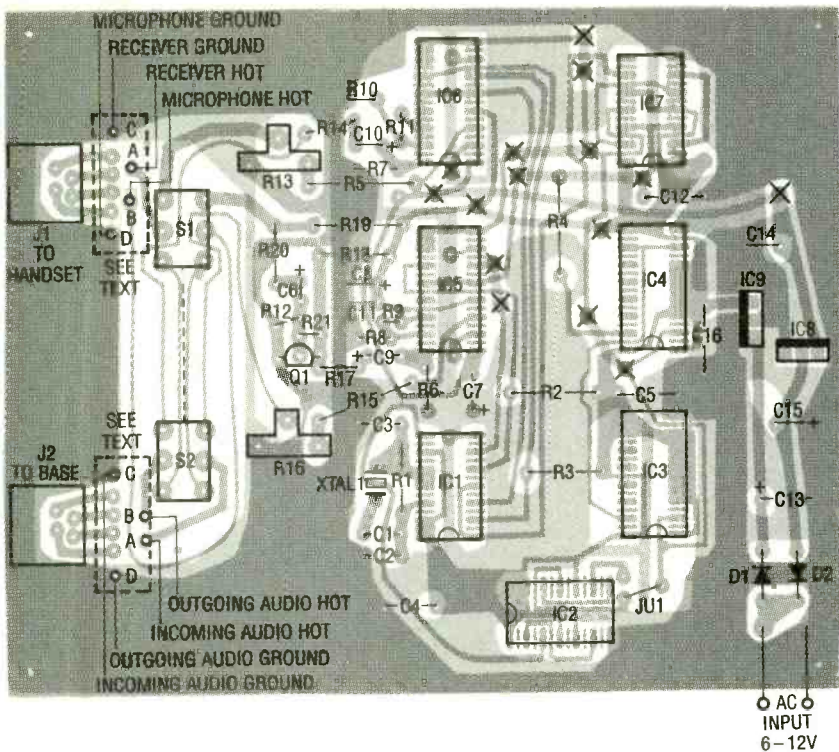 MICROPHONE GROUND
RECEIVER GROUND
RECEIVER HOT
MICROPHONE HOT
C
A
B
D
J1
TO
HANDSET
SEE
TEXT
S1
R13
R14
R10
C10
R11
R7
R5
R19
R18
R20
C6
R12
R21
Q1
R17
C11
R9
R8
C9
R15
R16
IC6
IC7
IC5
IC4
R4
C12
C14
IC9
IC8
C15
C13
R6
C7
R2
C5
C3
R3
XTAL1
R1
IC1
IC3
C1
C2
C4
IC2
JU1
D1
D2
SEE
TEXT
J2
TO BASE
S2
C
B
A
D
OUTGOING AUDIO HOT
INCOMING AUDIO HOT
OUTGOING AUDIO GROUND
INCOMING AUDIO GROUND
AC
INPUT
6–12V